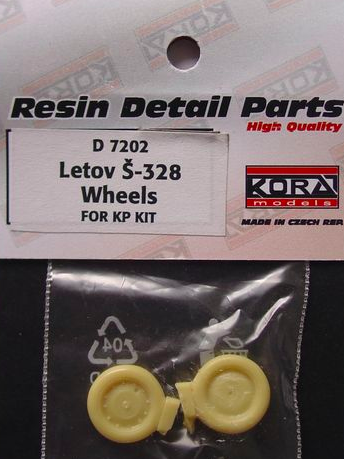 Resin Detail Parts
High Quality
D 7202
Letov Š-328
Wheels
FOR KP KIT
KORA
models
MADE IN CZECH REP
04